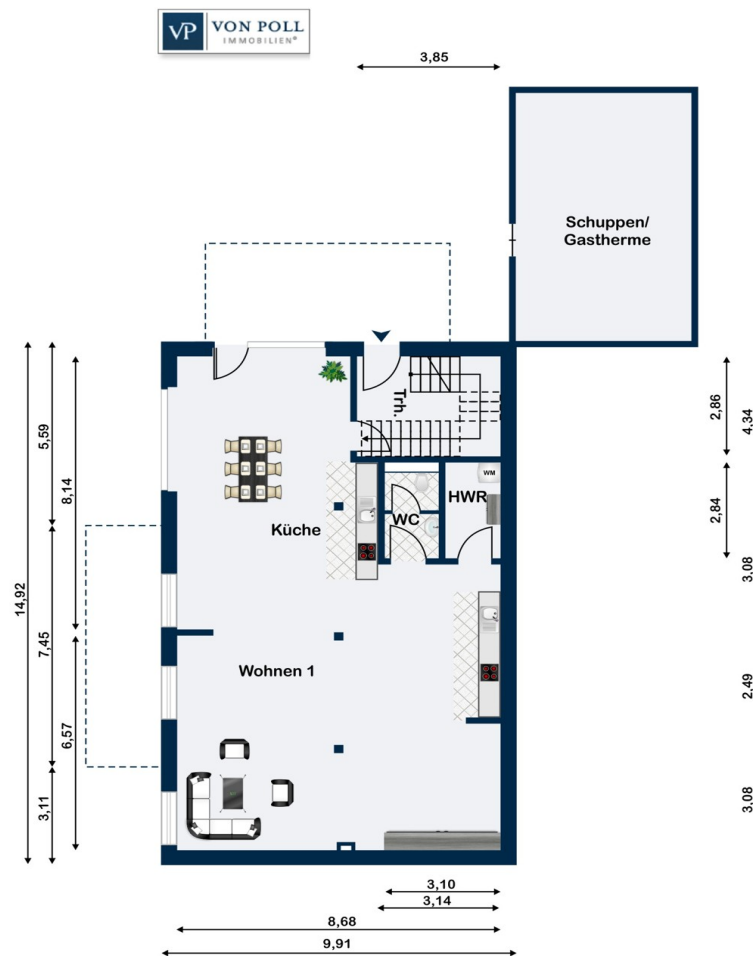 VP VON POLL
IMMOBILIEN®
3,85
Schuppen/
Gastherme
Trh.
2,86
4.34
5,59
8,14
WM
HWR
WC
2,84
Küche
3.08
14,92
7,45
Wohnen 1
2.49
6,57
3,11
3.08
3,10
3,14
8,68
9,91